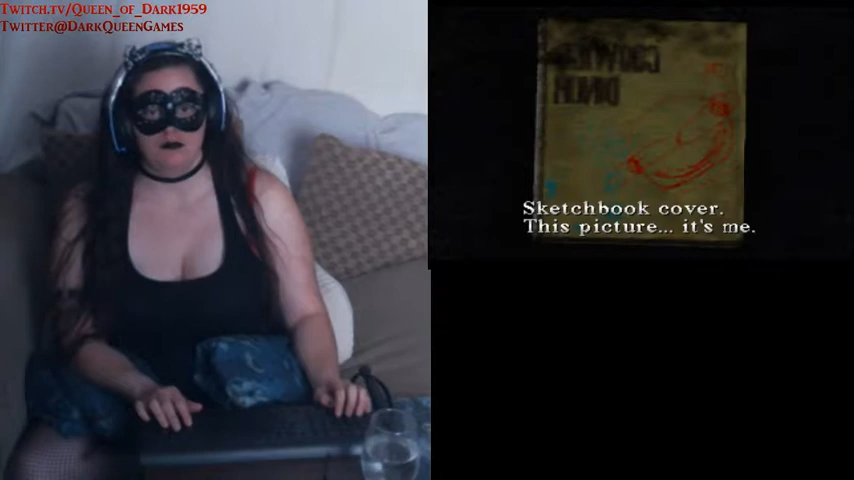 Twitch.tv/Queen_of_Dark1959
Twitter@DarkQueenGames
Sketchbook cover.
This picture... it's me.